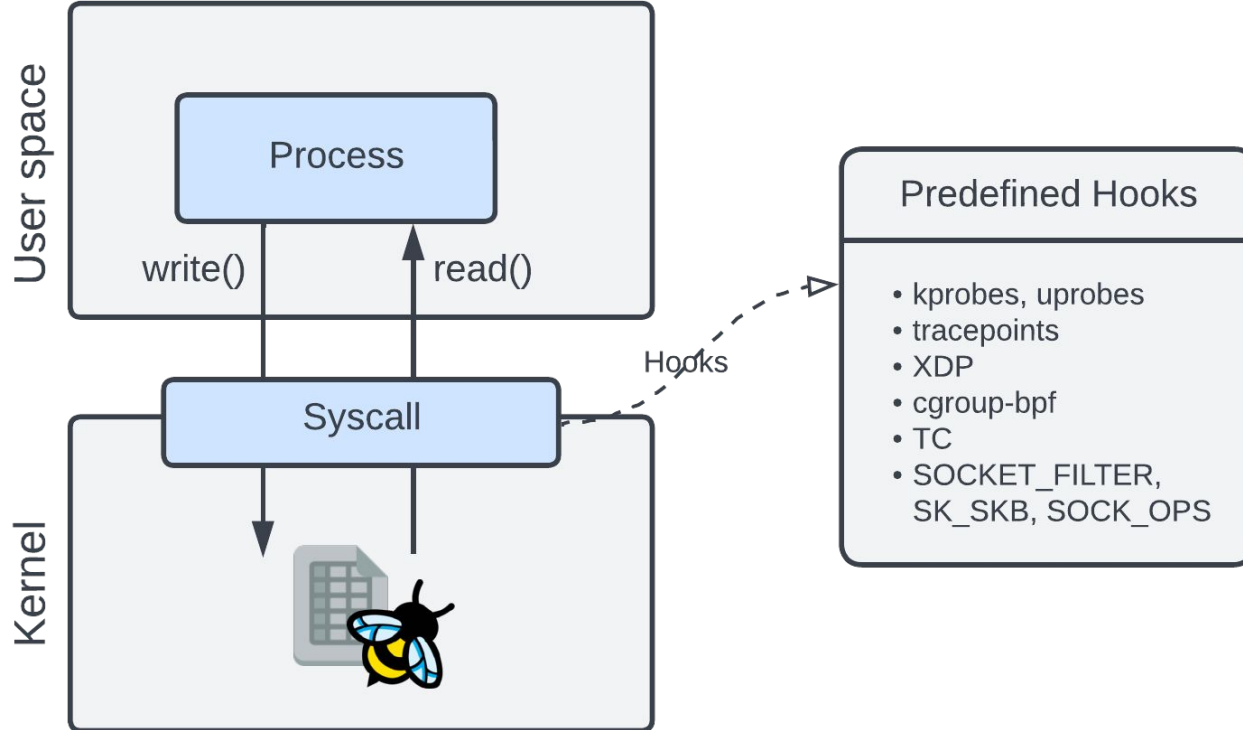 User space
Process
write()
read()
Hooks
Syscall
Kernel
Predefined Hooks
• kprobes, uprobes
• tracepoints
• XDP
• cgroup-bpf
• TC
• SOCKET_FILTER,
SK_SKB, SOCK_OPS